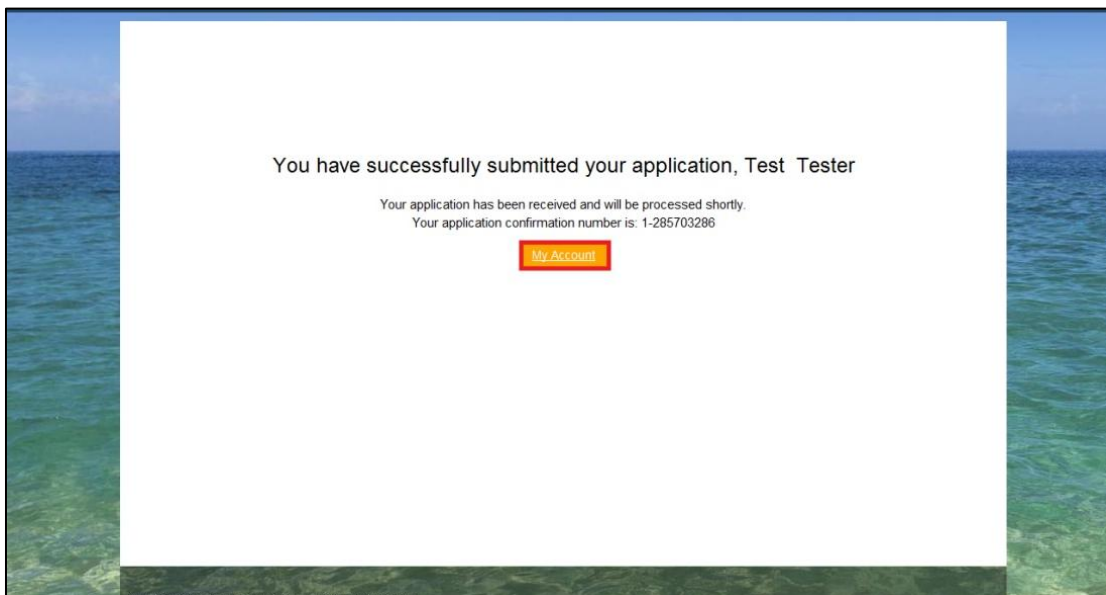 You have successfully submitted your application, Test  Tester
Your application has been received and will be processed shortly.
Your application confirmation number is: 1-285703286
My Account